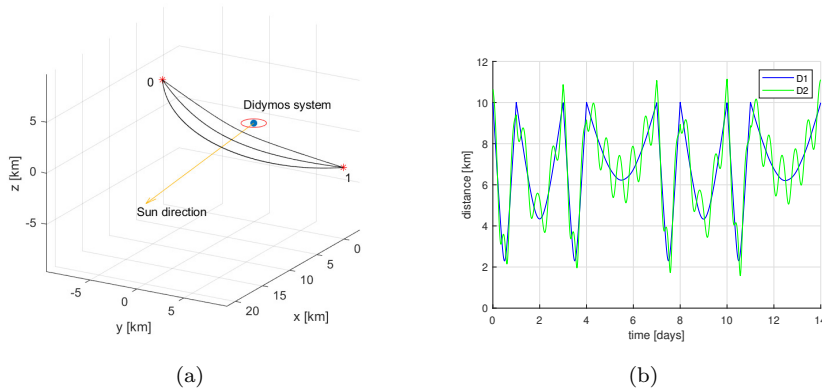 0
Didymos system
1
Sun direction
5
0
-5
z [km]
-5
0
5
y [km]
20
15
10
5
0
x [km]
(a)
12
10
8
6
4
2
0
distance [km]
D1
D2
0
2
4
6
8
10
12
14
time [days]
(b)